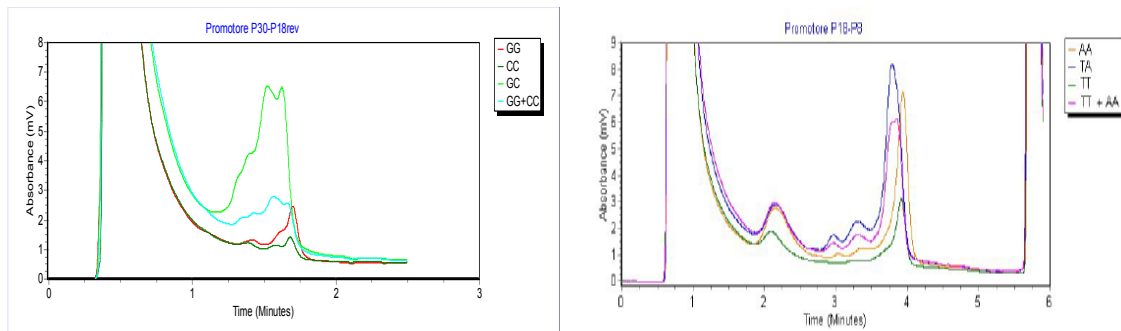 Promotore P30-P18rev
8
7
6
5
4
3
2
1
0
Absorbance (mV)
0
1
2
3
Time (Minutes)
GG
CC
GC
GG+CC
Promotore P18-P8
9
8
7
6
5
4
3
2
1
0
Absorbance (mV)
0
1
2
3
4
5
6
Time (Minutes)
AA
TA
TT
TT + AA